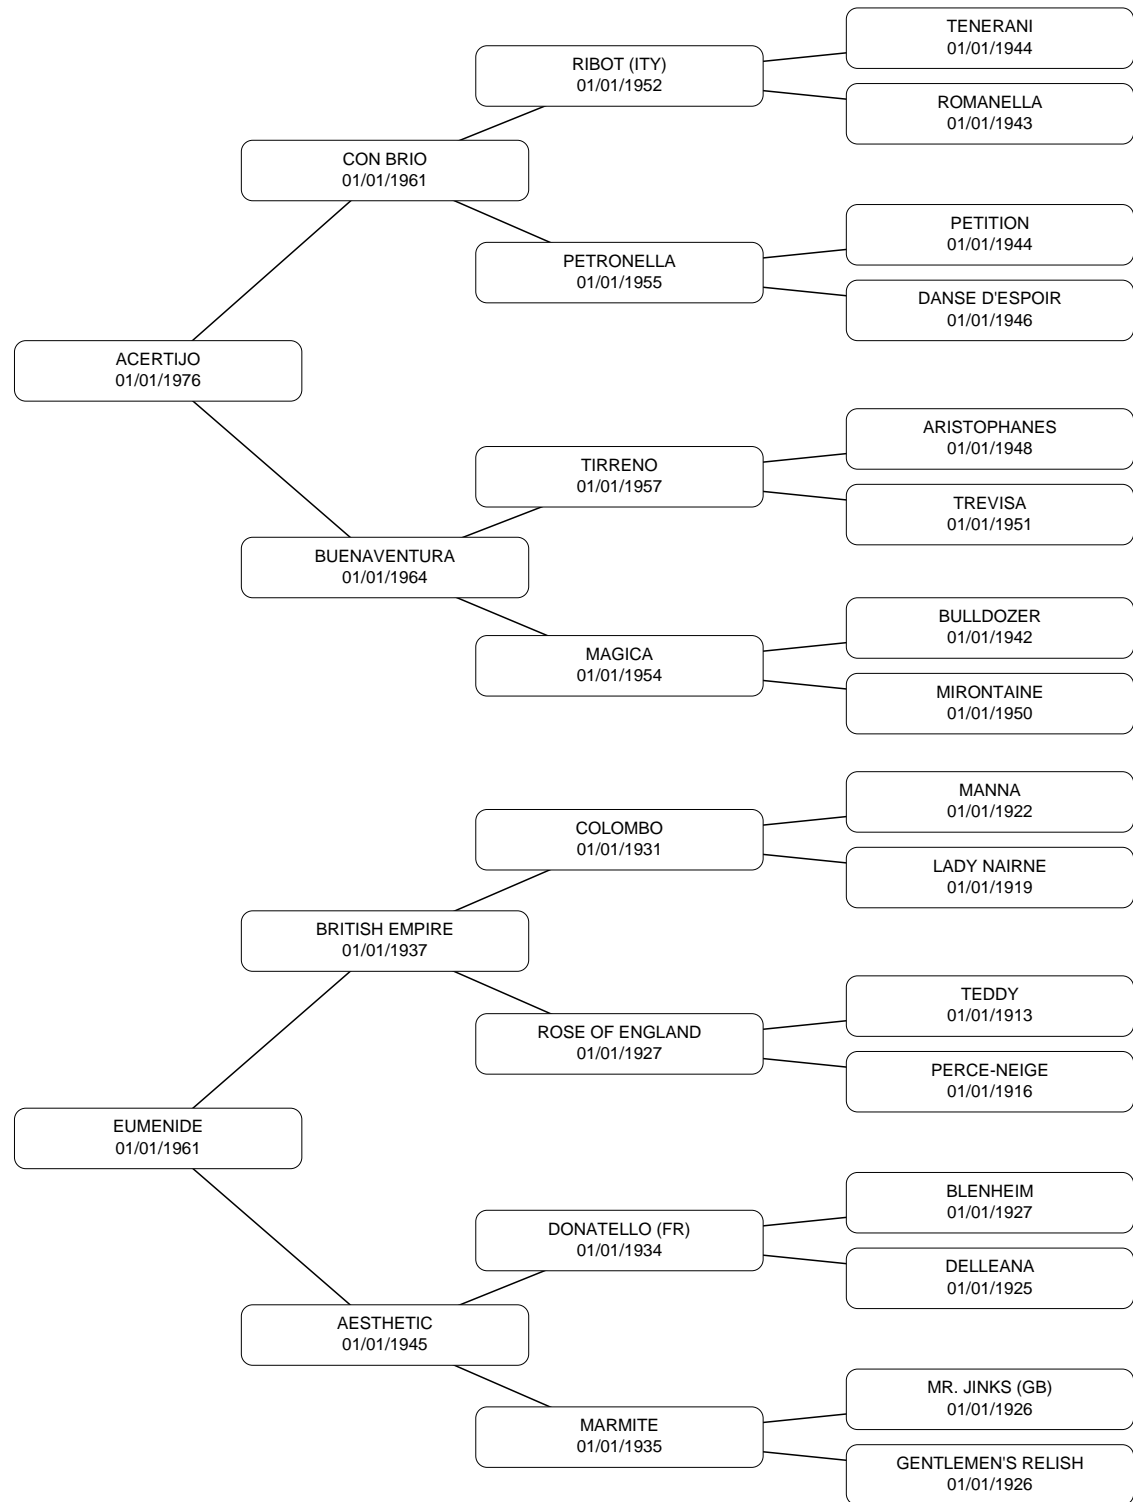 TENERANI
01/01/1944
RIBOT (ITY)
01/01/1952
ROMANELLA
01/01/1943
CON BRIO
01/01/1961
PETITION
01/01/1944
PETRONELLA
01/01/1955
DANSE D'ESPOIR
01/01/1946
ACERTIJO
01/01/1976
ARISTOPHANES
01/01/1948
TIRRENO
01/01/1957
TREVISA
01/01/1951
BUENAVENTURA
01/01/1964
BULLDOZER
01/01/1942
MAGICA
01/01/1954
MIRONTAINE
01/01/1950
MANNA
01/01/1922
COLOMBO
01/01/1931
LADY NAIRNE
01/01/1919
BRITISH EMPIRE
01/01/1937
TEDDY
01/01/1913
ROSE OF ENGLAND
01/01/1927
PERCE-NEIGE
01/01/1916
EUMENIDE
01/01/1961
BLENHEIM
01/01/1927
DONATELLO (FR)
01/01/1934
DELLEANA
01/01/1925
AESTHETIC
01/01/1945
MR. JINKS (GB)
01/01/1926
MARMITE
01/01/1935
GENTLEMEN'S RELISH
01/01/1926